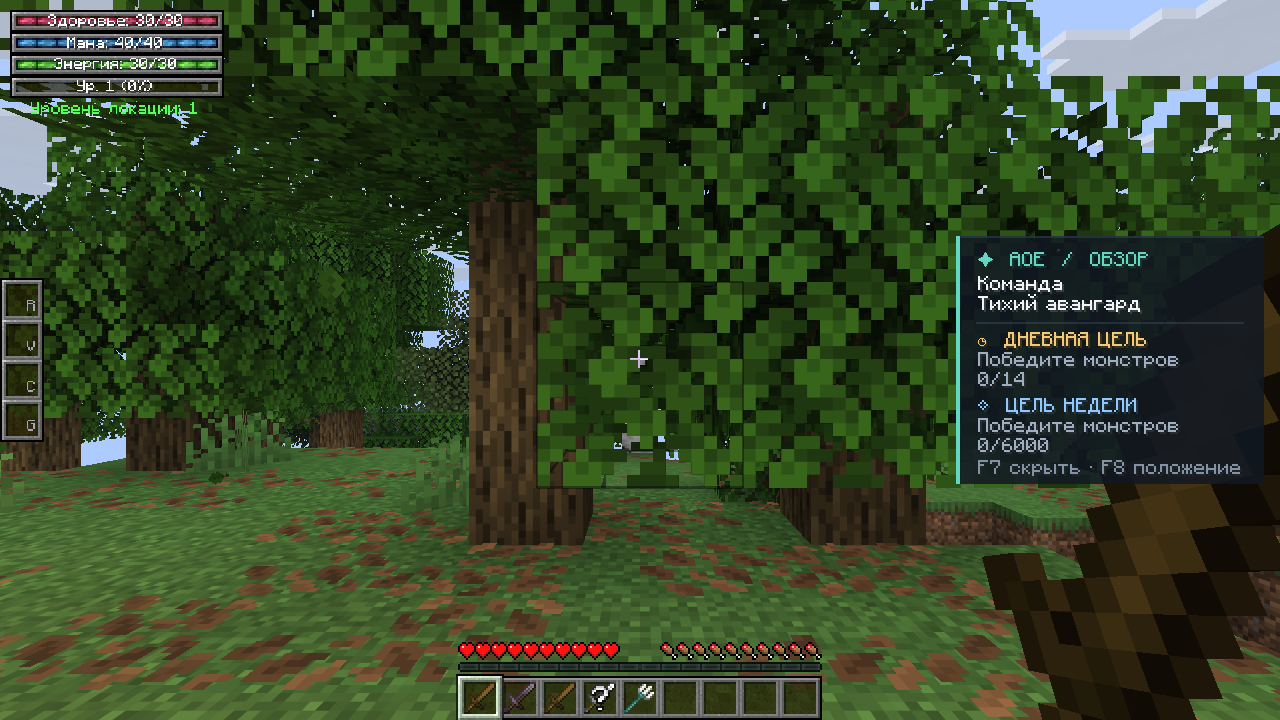 Здоровье: 30/30
Мана: 40/40
Энергия: 30/30
Ур. 1 (0%)
Уровень локации: 1
R
V
C
G
✦ AOE / ОБЗОР
Команда
Тихий авангард
ДНЕВНАЯ ЦЕЛЬ
Победите монстров
0/14
ЦЕЛЬ НЕДЕЛИ
Победите монстров
0/6000
F7 скрыть · F8 положение